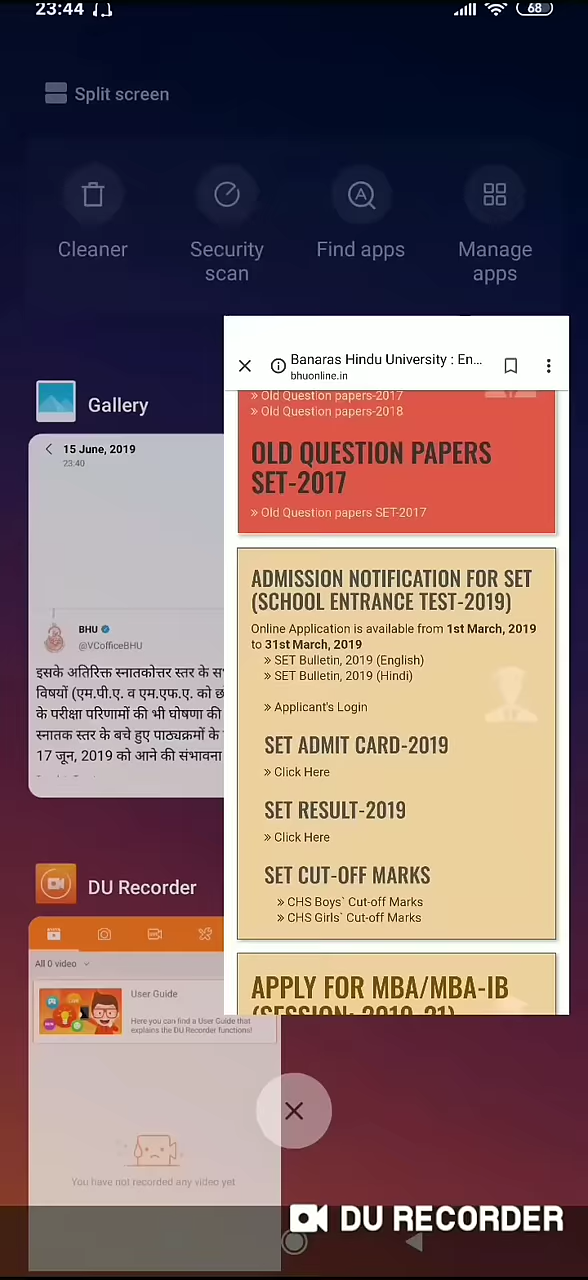 23:44
68
Split screen
Cleaner
Security
scan
Find apps
Manage
apps
Banaras Hindu University : En...
bhuonline.in
» Old Question papers-2017
» Old Question papers-2018
OLD QUESTION PAPERS
SET-2017
» Old Question papers SET-2017
ADMISSION NOTIFICATION FOR SET
(SCHOOL ENTRANCE TEST-2019)
Online Application is available from 1st March, 2019
to 31st March, 2019
» SET Bulletin, 2019 (English)
» SET Bulletin, 2019 (Hindi)
» Applicant's Login
SET ADMIT CARD-2019
» Click Here
SET RESULT-2019
» Click Here
SET CUT-OFF MARKS
» CHS Boys` Cut-off Marks
» CHS Girls` Cut-off Marks
APPLY FOR MBA/MBA-IB
Gallery
15 June, 2019
23:40
BHU
@VCofficeBHU
इसके अतिरिक्त स्नातकोत्तर स्तर के
विषयों (एम.पी.ए. व एम.एफ.ए. को
के परीक्षा परिणामों की भी घोषणा की
स्नातक स्तर के बचे हुए पाठ्यक्रमों के
17 जून, 2019 को आने की संभावना
DU Recorder
All 0 video
User Guide
Here you can find a User Guide that
explains the DU Recorder functions!
You have not recorded any video yet
DU RECORDER